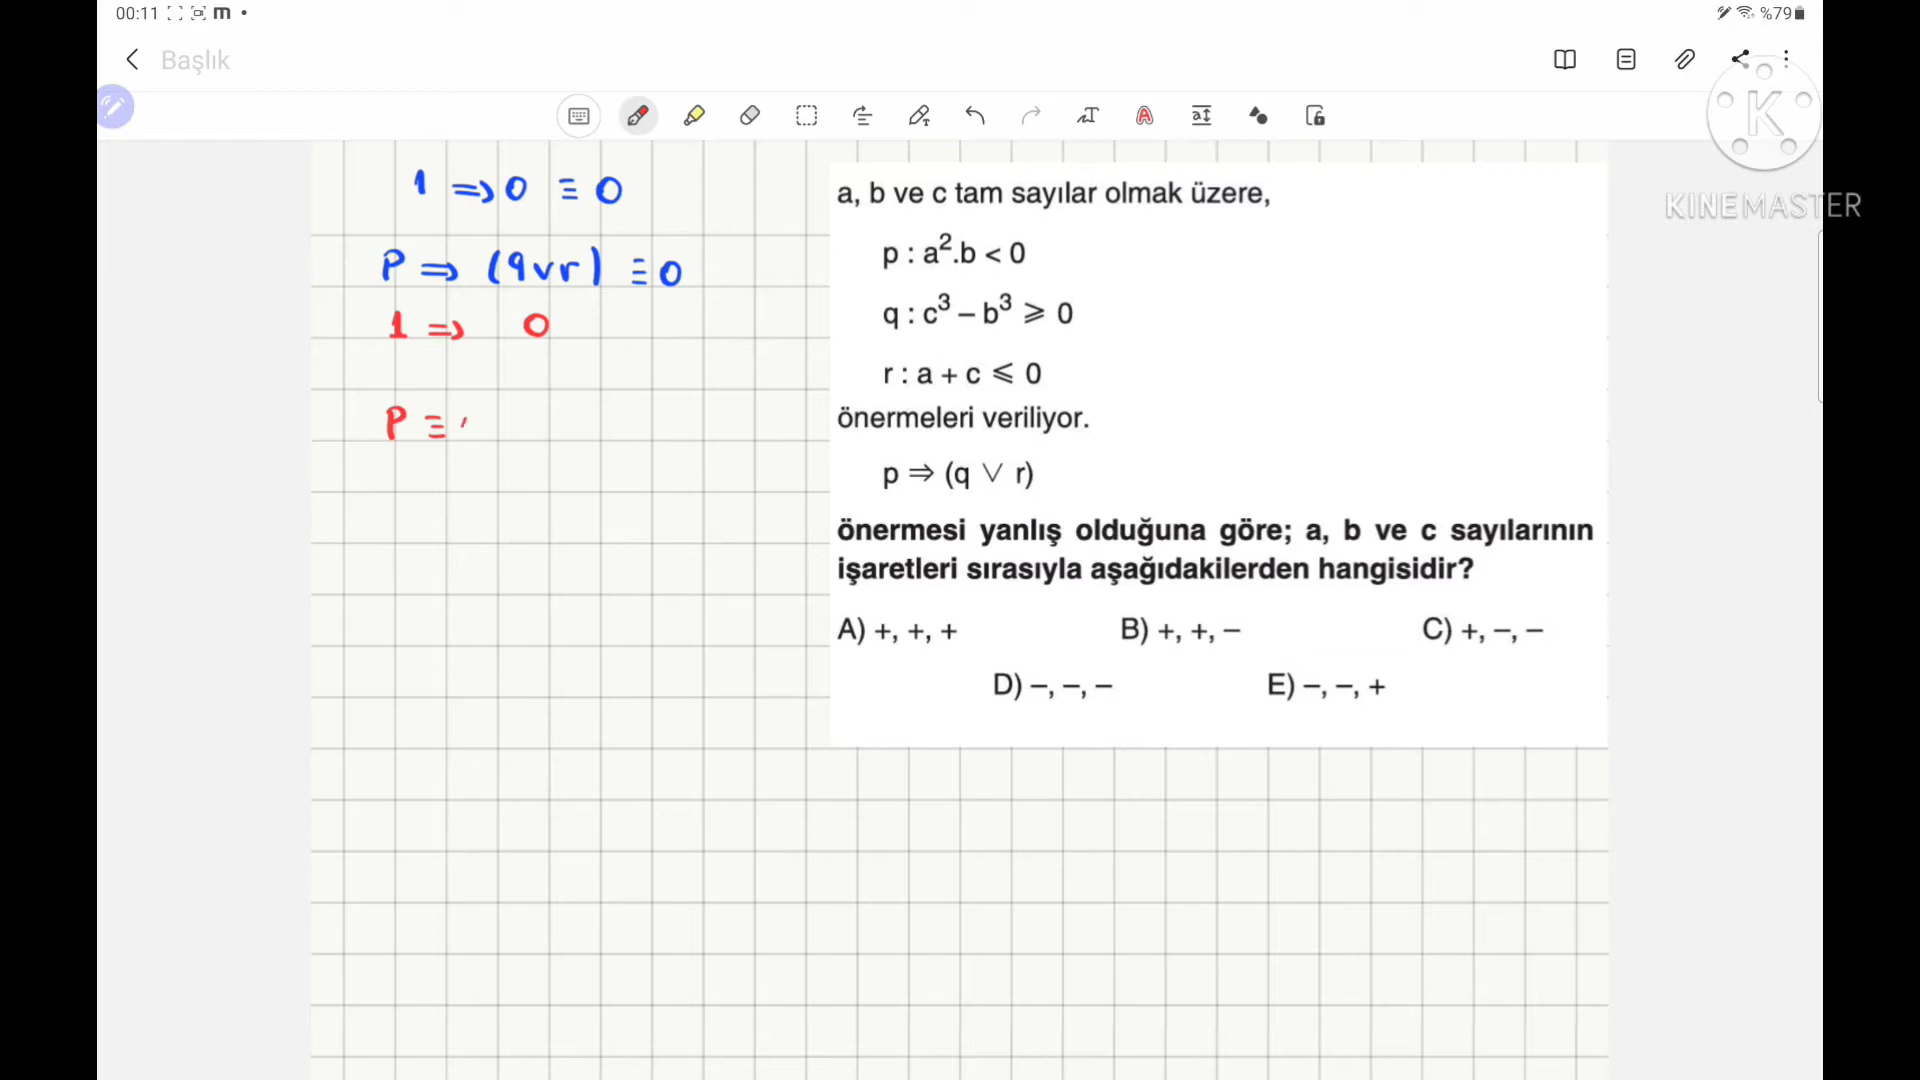 00:11 m •
%79
Başlık
KINEMASTER
1 ⇒ 0 ≡ 0
P ⇒ (q∨r) ≡ 0
1 ⇒ 0
P ≡
a, b ve c tam sayılar olmak üzere,
p : a².b < 0
q : c³ – b³ ⩾ 0
r : a + c ⩽ 0
önermeleri veriliyor.
p ⇒ (q ∨ r)
önermesi yanlış olduğuna göre; a, b ve c sayılarının
işaretleri sırasıyla aşağıdakilerden hangisidir?
A) +, +, + B) +, +, – C) +, –, –
D) –, –, – E) –, –, +